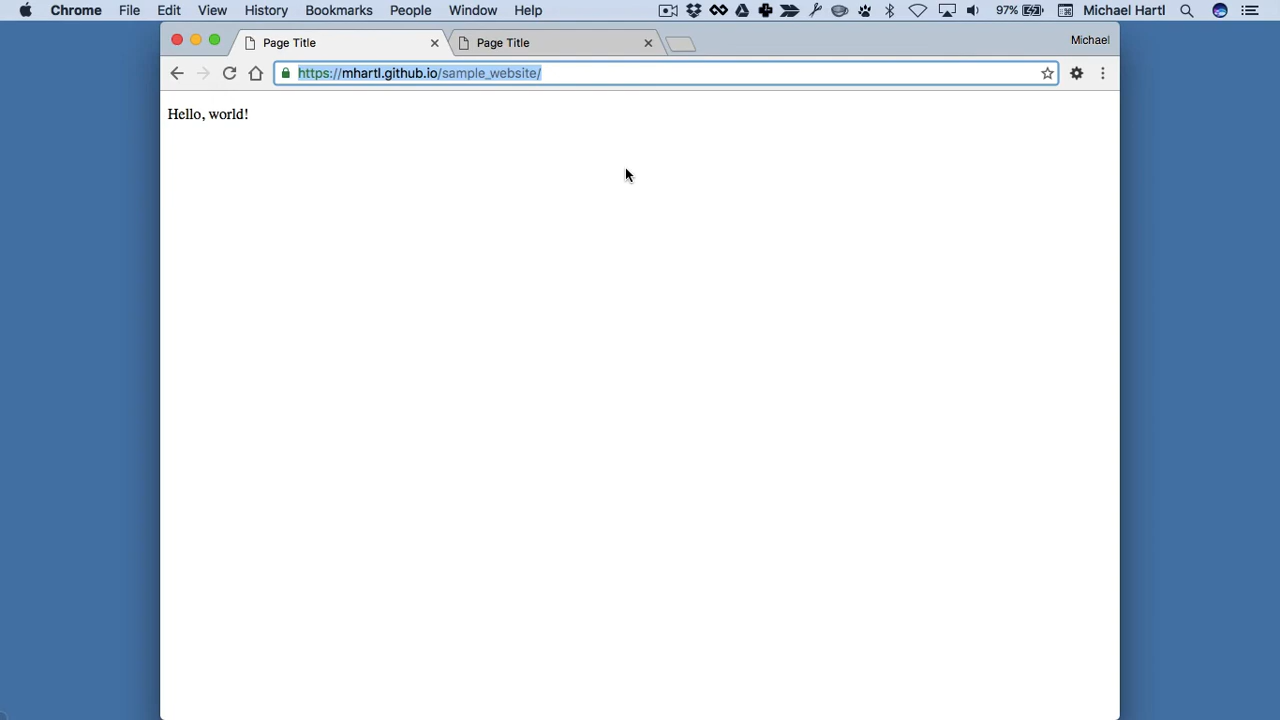 Chrome File Edit View History Bookmarks People Window Help 97% Michael Hartl
Page Title Page Title Michael
https://mhartl.github.io/sample_website/
Hello, world!